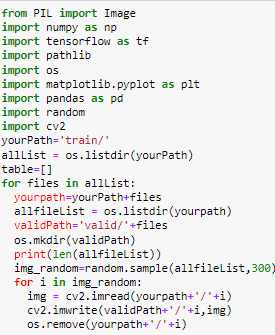 from PIL import Image
import numpy as np
import tensorflow as tf
import pathlib
import os
import matplotlib.pyplot as plt
import pandas as pd
import random
import cv2
yourPath='train/'
allList = os.listdir(yourPath)
table=[]
for files in allList:
  yourpath=yourPath+files
  allfileList = os.listdir(yourpath)
  validPath='valid/'+files
  os.mkdir(validPath)
  print(len(allfileList))
  img_random=random.sample(allfileList,300)
  for i in img_random:
    img = cv2.imread(yourpath+'/'+i)
    cv2.imwrite(validPath+'/'+i,img)
    os.remove(yourpath+'/'+i)